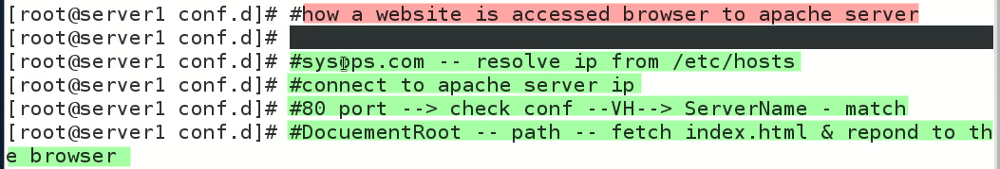 [root@server1 conf.d]# #how a website is accessed browser to apache server
[root@server1 conf.d]#
[root@server1 conf.d]# #sysops.com -- resolve ip from /etc/hosts
[root@server1 conf.d]# #connect to apache server ip
[root@server1 conf.d]# #80 port --> check conf --VH--> ServerName - match
[root@server1 conf.d]# #DocuementRoot -- path -- fetch index.html & repond to th
e browser